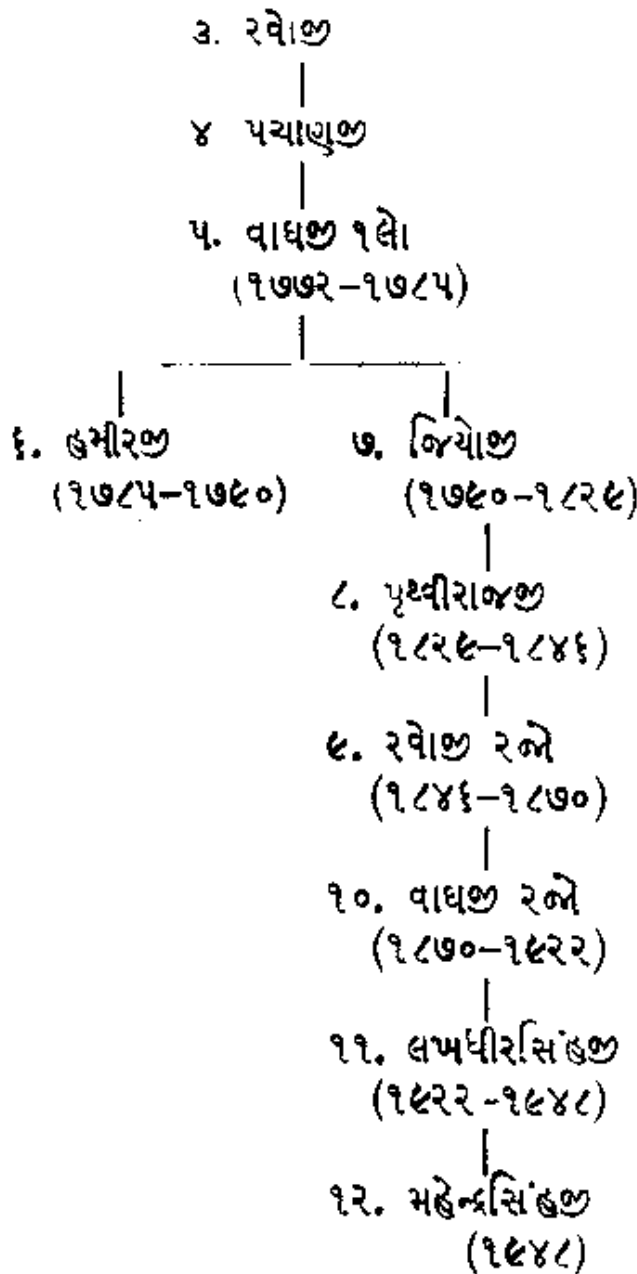 ૩. રવોજી
૪ પચાણજી
૫. વાઘજી ૧લો
(૧૭૭૨–૧૭૮૫)
૬. હમીરજી
(૧૭૮૫–૧૭૯૦)
૭. જિયોજી
(૧૭૯૦–૧૮૨૯)
૮. પૃથ્વીરાજજી
(૧૮૨૯–૧૮૪૬)
૯. રવોજી ૨જો
(૧૮૪૬–૧૮૭૦)
૧૦. વાઘજી ૨જો
(૧૮૭૦–૧૯૨૨)
૧૧. લખધીરસિંહજી
(૧૯૨૨–૧૯૪૮)
૧૨. મહેન્દ્રસિંહજી
(૧૯૪૮)